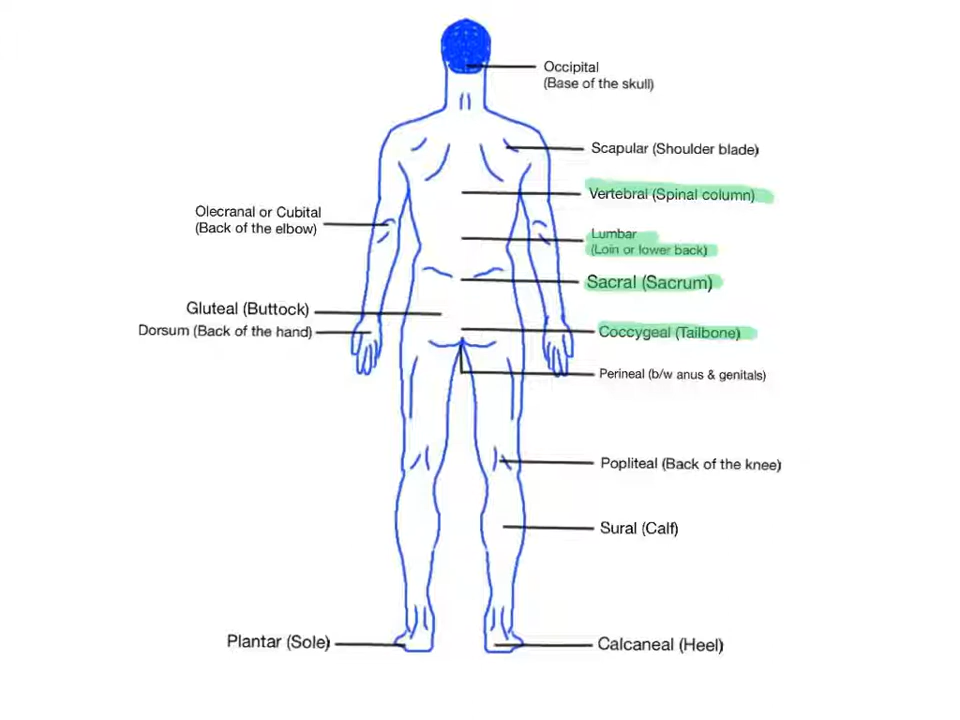 Occipital
(Base of the skull)
Scapular (Shoulder blade)
Vertebral (Spinal column)
Olecranal or Cubital
(Back of the elbow)
Lumbar
(Loin or lower back)
Sacral (Sacrum)
Gluteal (Buttock)
Dorsum (Back of the hand)
Coccygeal (Tailbone)
Perineal (b/w anus & genitals)
Popliteal (Back of the knee)
Sural (Calf)
Plantar (Sole)
Calcaneal (Heel)